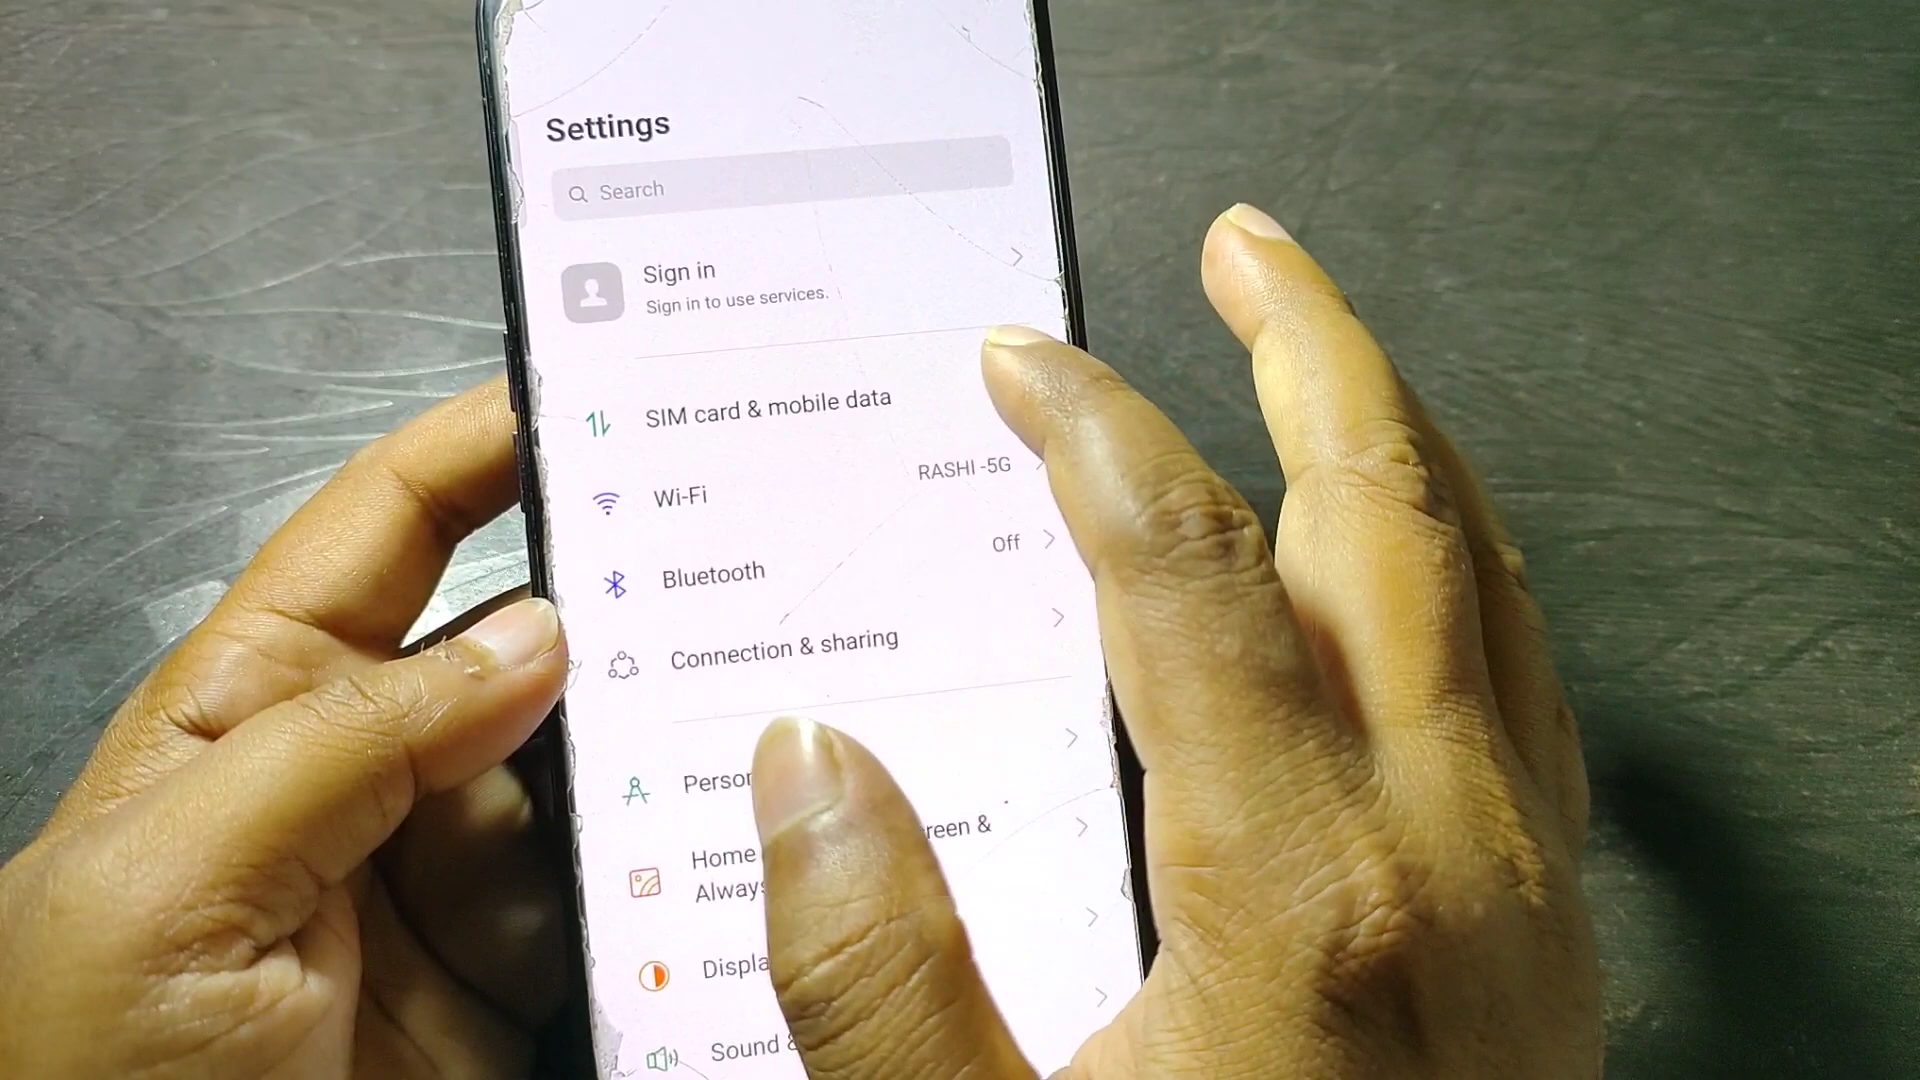 Settings
Search
Sign in
Sign in to use services.
SIM card & mobile data
Wi-Fi
RASHI -5G
Bluetooth
Off
Connection & sharing
Home
Always
Sound &